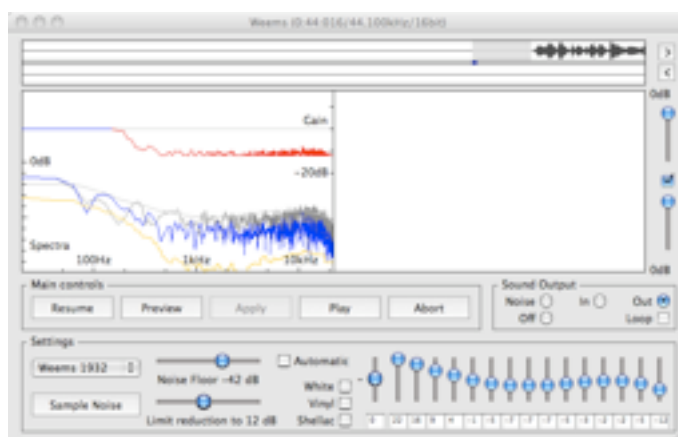 Weems (0:44:016/44.100kHz/16bit)
>
<
0dB
Gain
0dB
-20dB
Spectra
100Hz 1kHz 10kHz
0dB
Main controls
Resume Preview Apply Play Abort
Sound Output
Noise In Out
Off Loop
Settings
Weems 1932
Noise Floor -42 dB
Automatic
White
Vinyl
Sample Noise
Limit reduction to 12 dB
Shellac